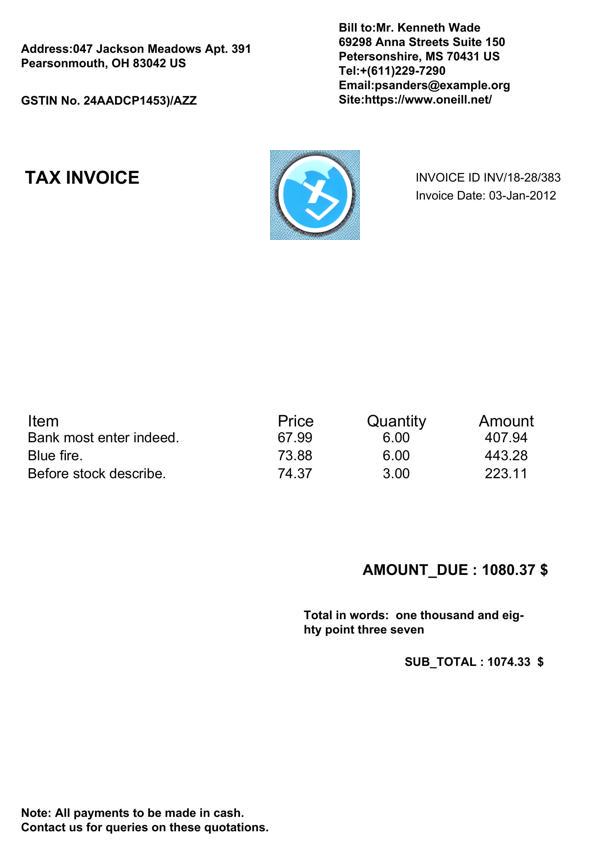 Address:047 Jackson Meadows Apt. 391
Pearsonmouth, OH 83042 US
GSTIN No. 24AADCP1453)/AZZ
Bill to:Mr. Kenneth Wade
69298 Anna Streets Suite 150
Petersonshire, MS 70431 US
Tel:+(611)229-7290
Email:psanders@example.org
Site:https://www.oneill.net/
TAX INVOICE
INVOICE ID INV/18-28/383
Invoice Date: 03-Jan-2012
Item Price Quantity Amount
Bank most enter indeed. 67.99 6.00 407.94
Blue fire. 73.88 6.00 443.28
Before stock describe. 74.37 3.00 223.11
AMOUNT_DUE : 1080.37 $
Total in words:  one thousand and eig-
hty point three seven
SUB_TOTAL : 1074.33  $
Note: All payments to be made in cash.
Contact us for queries on these quotations.